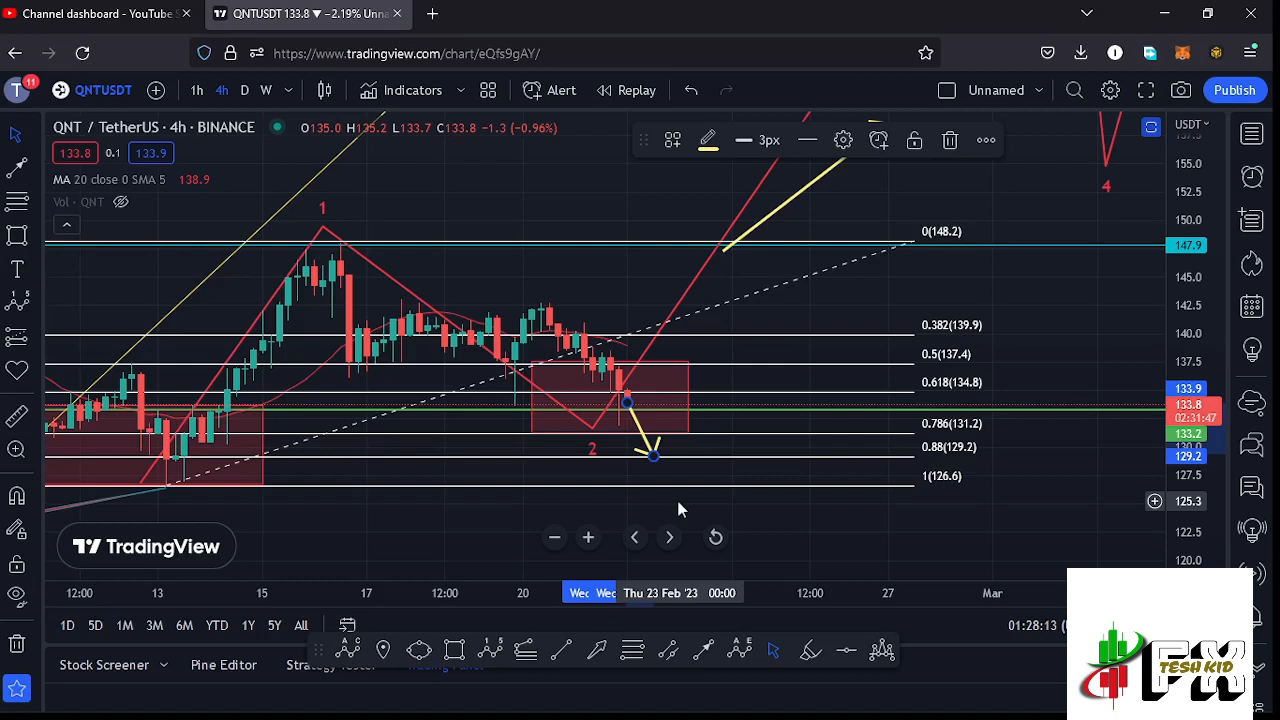 Channel dashboard - YouTube S
QNTUSDT 133.8 ▼ −2.19% Unna
https://www.tradingview.com/chart/eQfs9gAY/
T
11
QNTUSDT
1h
4h
D
W
Indicators
Alert
Replay
Unnamed
Publish
QNT / TetherUS · 4h · BINANCE
O135.0 H135.2 L133.7 C133.8 −1.3 (−0.96%)
3px
USDT
133.8
0.1
133.9
MA 20 close 0 SMA 5
138.9
Vol · QNT
1
2
4
0(148.2)
0.382(139.9)
0.5(137.4)
0.618(134.8)
0.786(131.2)
0.88(129.2)
1(126.6)
155.0
152.5
150.0
147.9
145.0
142.5
140.0
137.5
133.9
133.8
02:31:47
133.2
129.2
127.5
125.3
122.5
120.0
TradingView
12:00
13
15
17
12:00
20
Wed
Thu 23 Feb '23 00:00
12:00
27
Mar
1D
5D
1M
3M
6M
YTD
1Y
5Y
All
01:28:13
Stock Screener
Pine Editor
FX
TESH KID